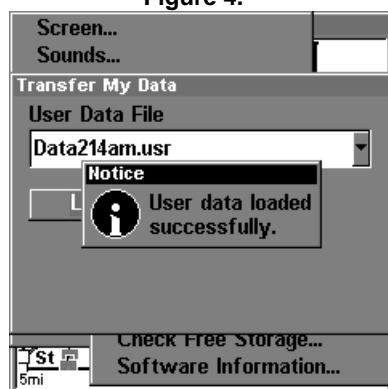 Figure 4.
Screen...
Sounds...
Transfer My Data
User Data File
Data214am.usr
Notice
L
User data loaded
successfully.
Check Free Storage...
St
5mi
Software Information...